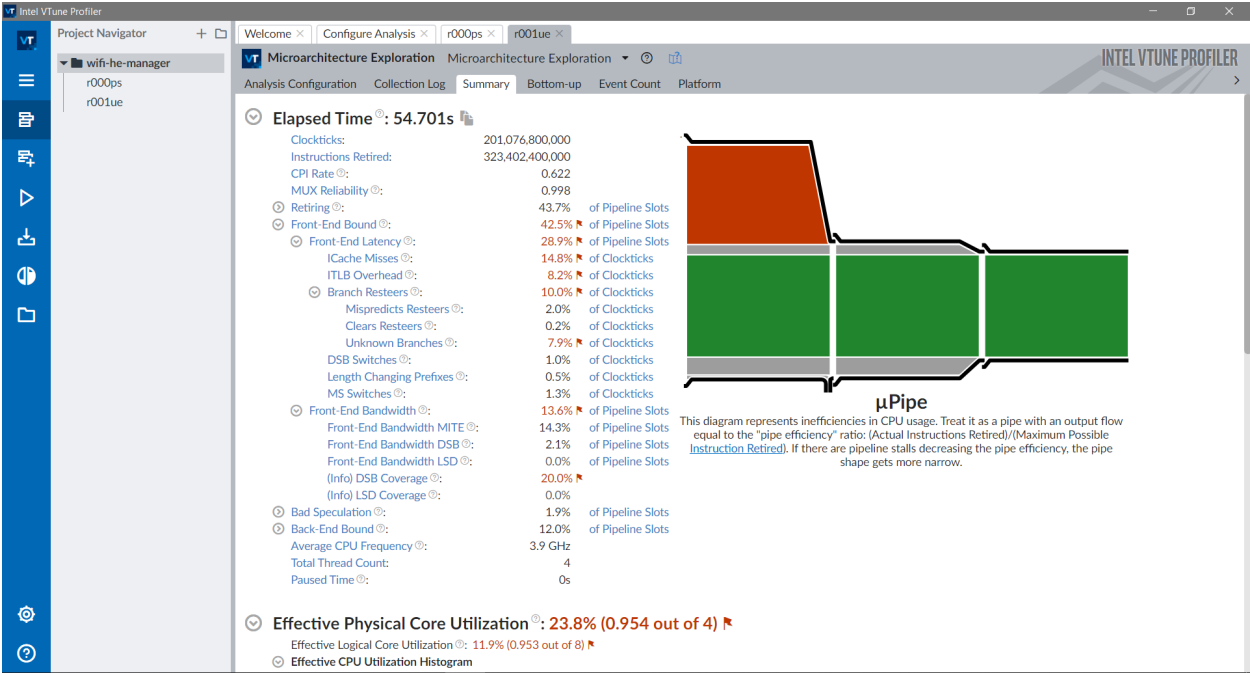 VT Intel VTune Profiler
VT
Project Navigator
wifi-he-manager
r000ps
r001ue
Welcome × Configure Analysis × r000ps × r001ue ×
VT Microarchitecture Exploration Microarchitecture Exploration
INTEL VTUNE PROFILER
Analysis Configuration Collection Log Summary Bottom-up Event Count Platform
Elapsed Time ?: 54.701s
Clockticks: 201,076,800,000
Instructions Retired: 323,402,400,000
CPI Rate ?: 0.622
MUX Reliability ?: 0.998
Retiring ?: 43.7% of Pipeline Slots
Front-End Bound ?: 42.5% of Pipeline Slots
Front-End Latency ?: 28.9% of Pipeline Slots
ICache Misses ?: 14.8% of Clockticks
ITLB Overhead ?: 8.2% of Clockticks
Branch Resteers ?: 10.0% of Clockticks
Mispredicts Resteers ?: 2.0% of Clockticks
Clears Resteers ?: 0.2% of Clockticks
Unknown Branches ?: 7.9% of Clockticks
DSB Switches ?: 1.0% of Clockticks
Length Changing Prefixes ?: 0.5% of Clockticks
MS Switches ?: 1.3% of Clockticks
Front-End Bandwidth ?: 13.6% of Pipeline Slots
Front-End Bandwidth MITE ?: 14.3% of Pipeline Slots
Front-End Bandwidth DSB ?: 2.1% of Pipeline Slots
Front-End Bandwidth LSD ?: 0.0% of Pipeline Slots
(Info) DSB Coverage ?: 20.0%
(Info) LSD Coverage ?: 0.0%
Bad Speculation ?: 1.9% of Pipeline Slots
Back-End Bound ?: 12.0% of Pipeline Slots
Average CPU Frequency ?: 3.9 GHz
Total Thread Count: 4
Paused Time ?: 0s
µPipe
This diagram represents inefficiencies in CPU usage. Treat it as a pipe with an output flow
equal to the "pipe efficiency" ratio: (Actual Instructions Retired)/(Maximum Possible
Instruction Retired). If there are pipeline stalls decreasing the pipe efficiency, the pipe
shape gets more narrow.
Effective Physical Core Utilization ?: 23.8% (0.954 out of 4)
Effective Logical Core Utilization ?: 11.9% (0.953 out of 8)
Effective CPU Utilization Histogram